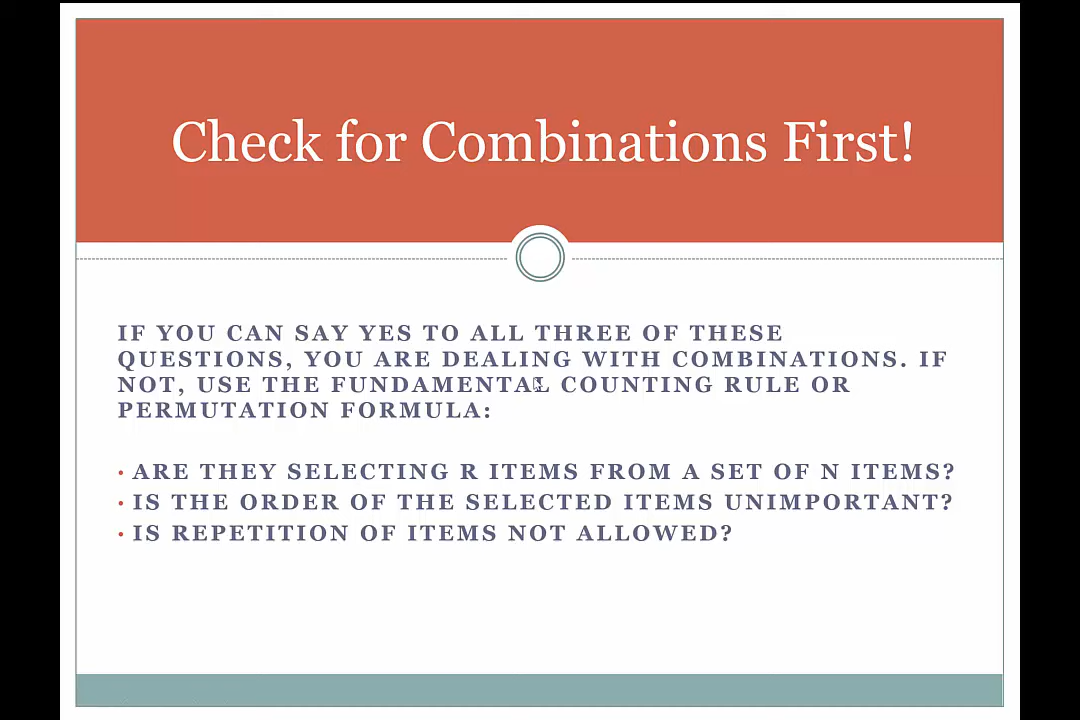 Check for Combinations First!
IF YOU CAN SAY YES TO ALL THREE OF THESE
QUESTIONS, YOU ARE DEALING WITH COMBINATIONS. IF
NOT, USE THE FUNDAMENTAL COUNTING RULE OR
PERMUTATION FORMULA:
• ARE THEY SELECTING R ITEMS FROM A SET OF N ITEMS?
• IS THE ORDER OF THE SELECTED ITEMS UNIMPORTANT?
• IS REPETITION OF ITEMS NOT ALLOWED?